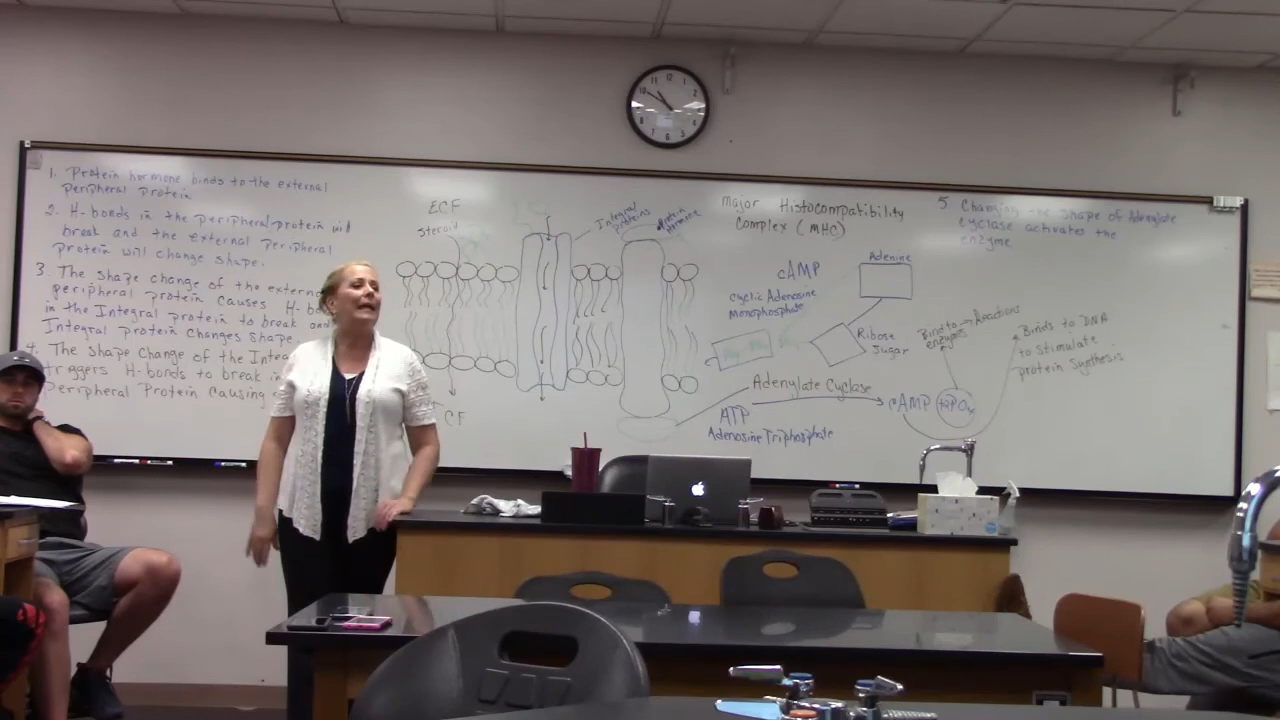 1. Protein hormone binds to the external
peripheral protein
2. H-bonds in the peripheral protein will
break and the external peripheral
protein will change shape.
3. The shape change of the
peripheral protein causes H-
in the Integral protein to break and
Integral protein changes shape.
4. The shape change of the
triggers H-bonds to break in
peripheral Protein causing
ECF
steroid
CF
Integral
proteins
Protein
hormone
Major Histocompatibility
Complex (MHC)
cAMP
cyclic Adenosine
Monophosphate
Adenine
Ribose
Sugar
Adenylate Cyclase
ATP
Adenosine Triphosphate
cAMP
Bind to → Reactions
enzymes
Binds to DNA
to stimulate
protein synthesis
5. Changing the shape of Adenylate
cyclase activates the
enzyme